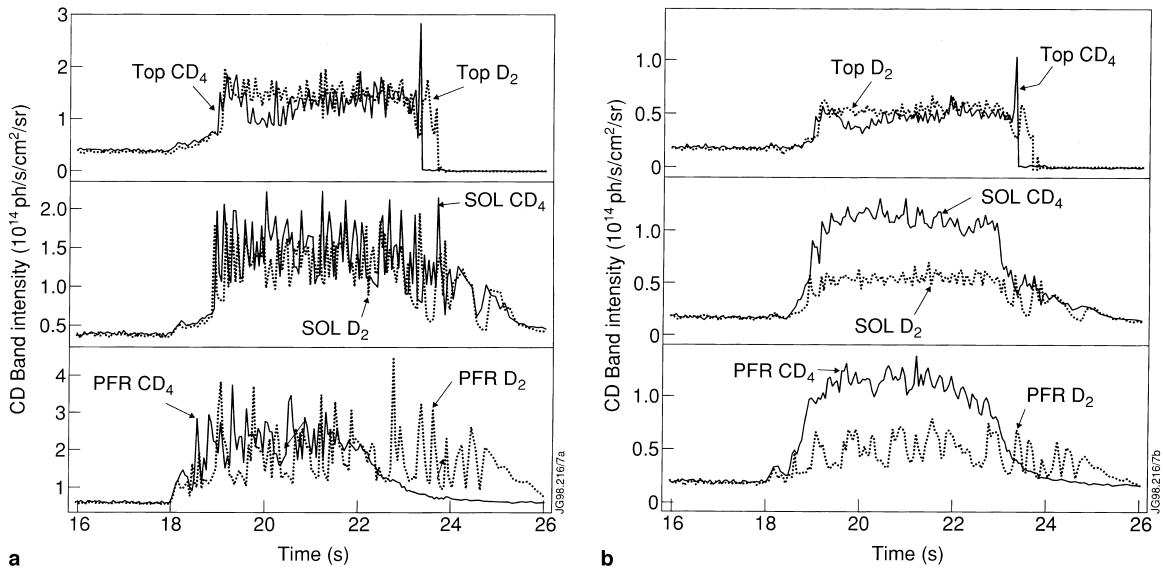 CD Band intensity (10¹⁴ ph/s/cm²/sr)
3
2
1
0
Top CD₄
Top D₂
2.0
1.5
1.0
0.5
SOL CD₄
SOL D₂
4
3
2
1
PFR CD₄
PFR D₂
16 18 20 22 24 26
Time (s)
JG98.216/7a
a
CD Band intensity (10¹⁴ ph/s/cm²/sr)
1.0
0.5
0
Top D₂
Top CD₄
1.0
0.5
0
SOL CD₄
SOL D₂
1.0
0.5
0
PFR CD₄
PFR D₂
16 18 20 22 24 26
Time (s)
JG98.216/7b
b